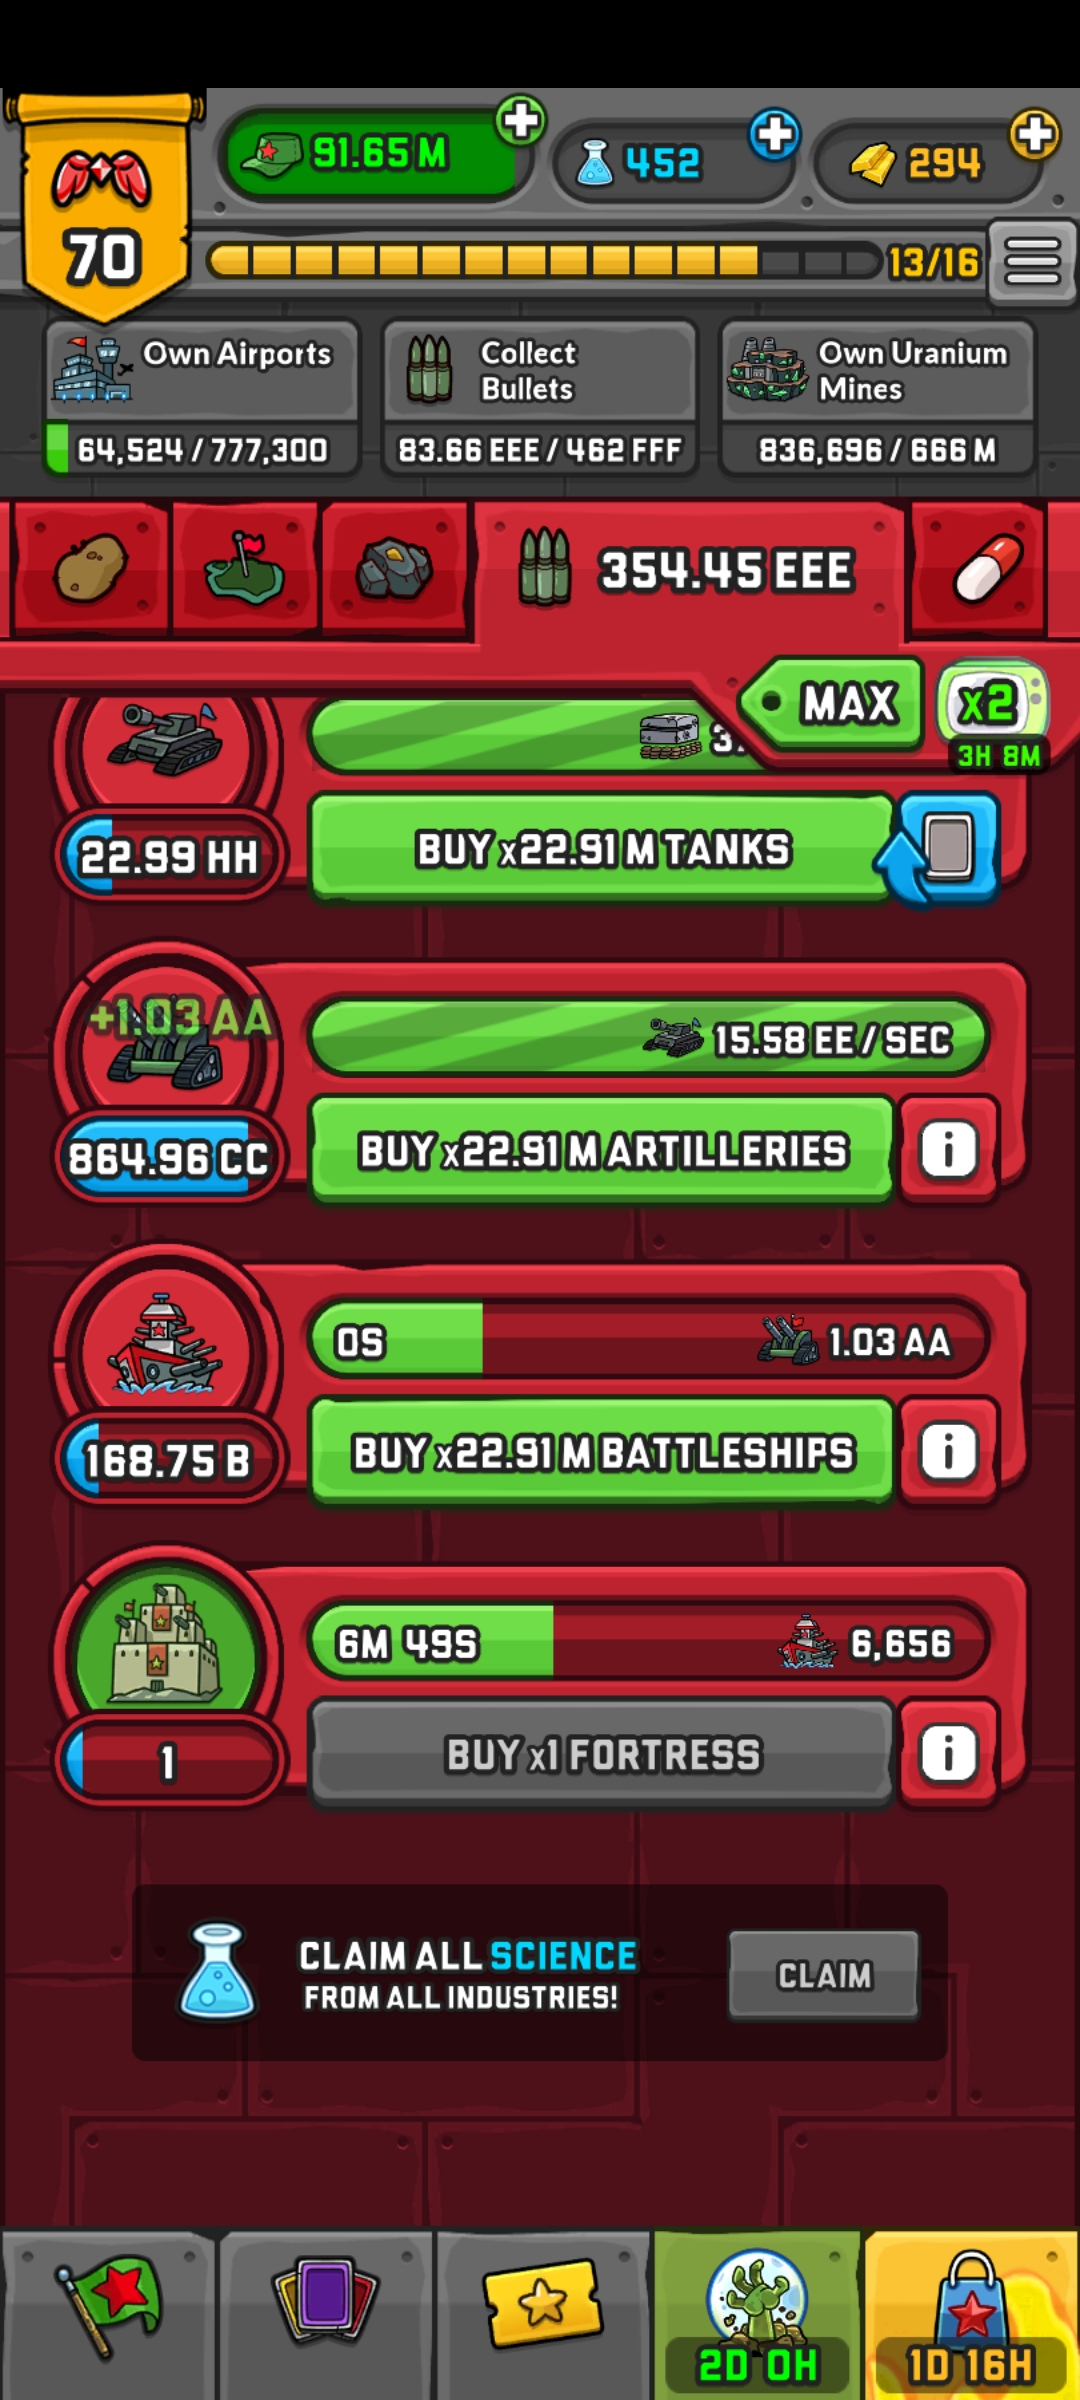 91.65 M
452
294
70
13/16
Own Airports
64,524 / 777,300
Collect
Bullets
83.66 EEE / 462 FFF
Own Uranium
Mines
836,696 / 666 M
354.45 EEE
MAX
x2
3H 8M
22.99 HH
BUY x22.91 M TANKS
+1.03 AA
15.58 EE / SEC
864.96 CC
BUY x22.91 M ARTILLERIES
i
0S
1.03 AA
168.75 B
BUY x22.91 M BATTLESHIPS
i
6M 49S
6,656
1
BUY x1 FORTRESS
i
CLAIM ALL SCIENCE
FROM ALL INDUSTRIES!
CLAIM
2D 0H
1D 16H